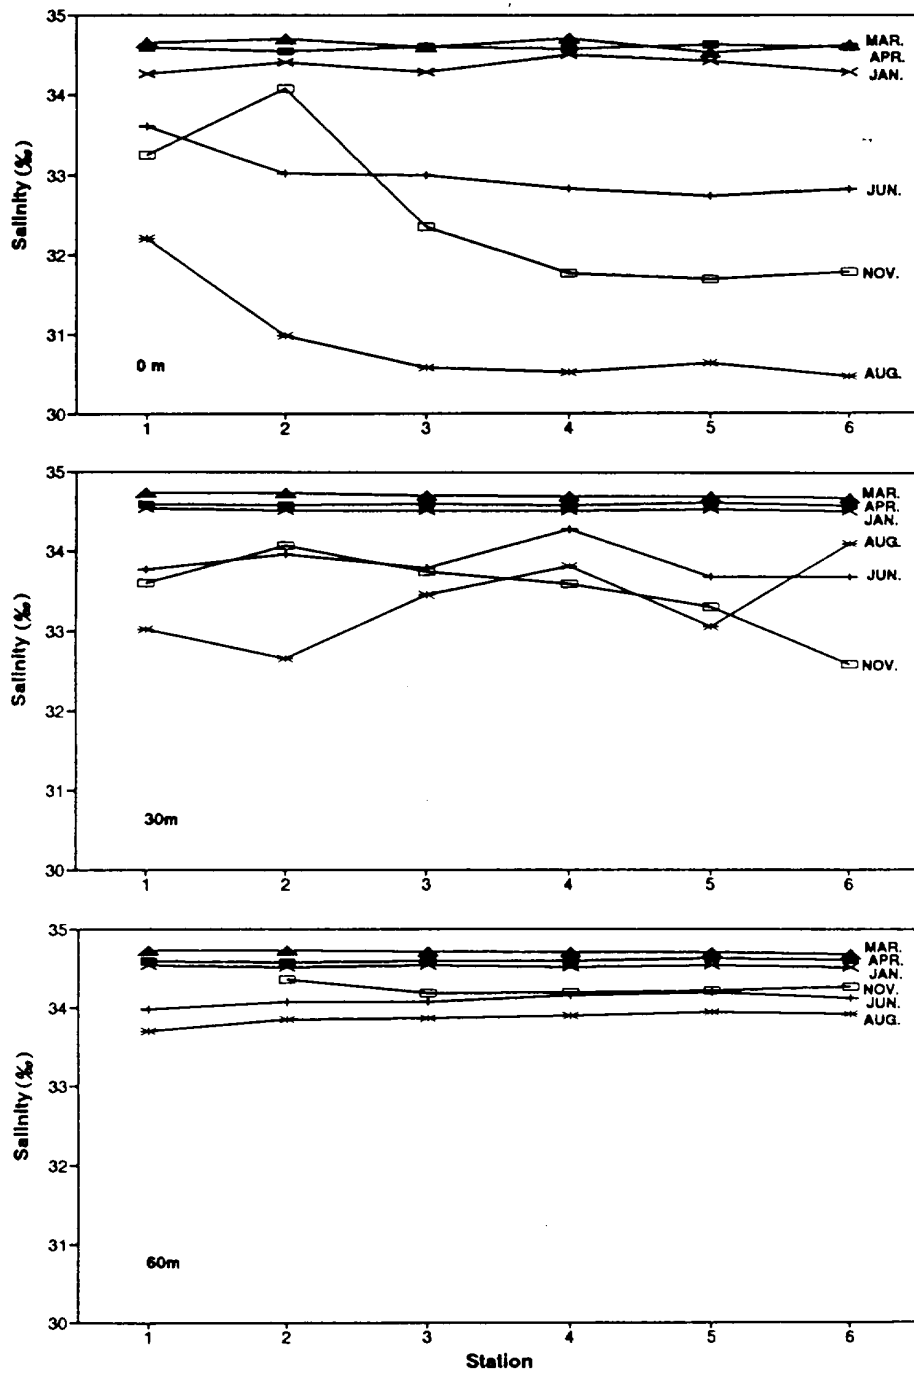 35
MAR.
APR.
JAN.
34
33
JUN.
Salinity (‰)
32
NOV.
31
0 m
AUG.
30
1 2 3 4 5 6
35
MAR.
APR.
JAN.
AUG.
34
JUN.
33
NOV.
Salinity (‰)
32
31
30m
30
1 2 3 4 5 6
35
MAR.
APR.
JAN.
NOV.
34
JUN.
AUG.
33
Salinity (‰)
32
31
60m
30
1 2 3 4 5 6
Station